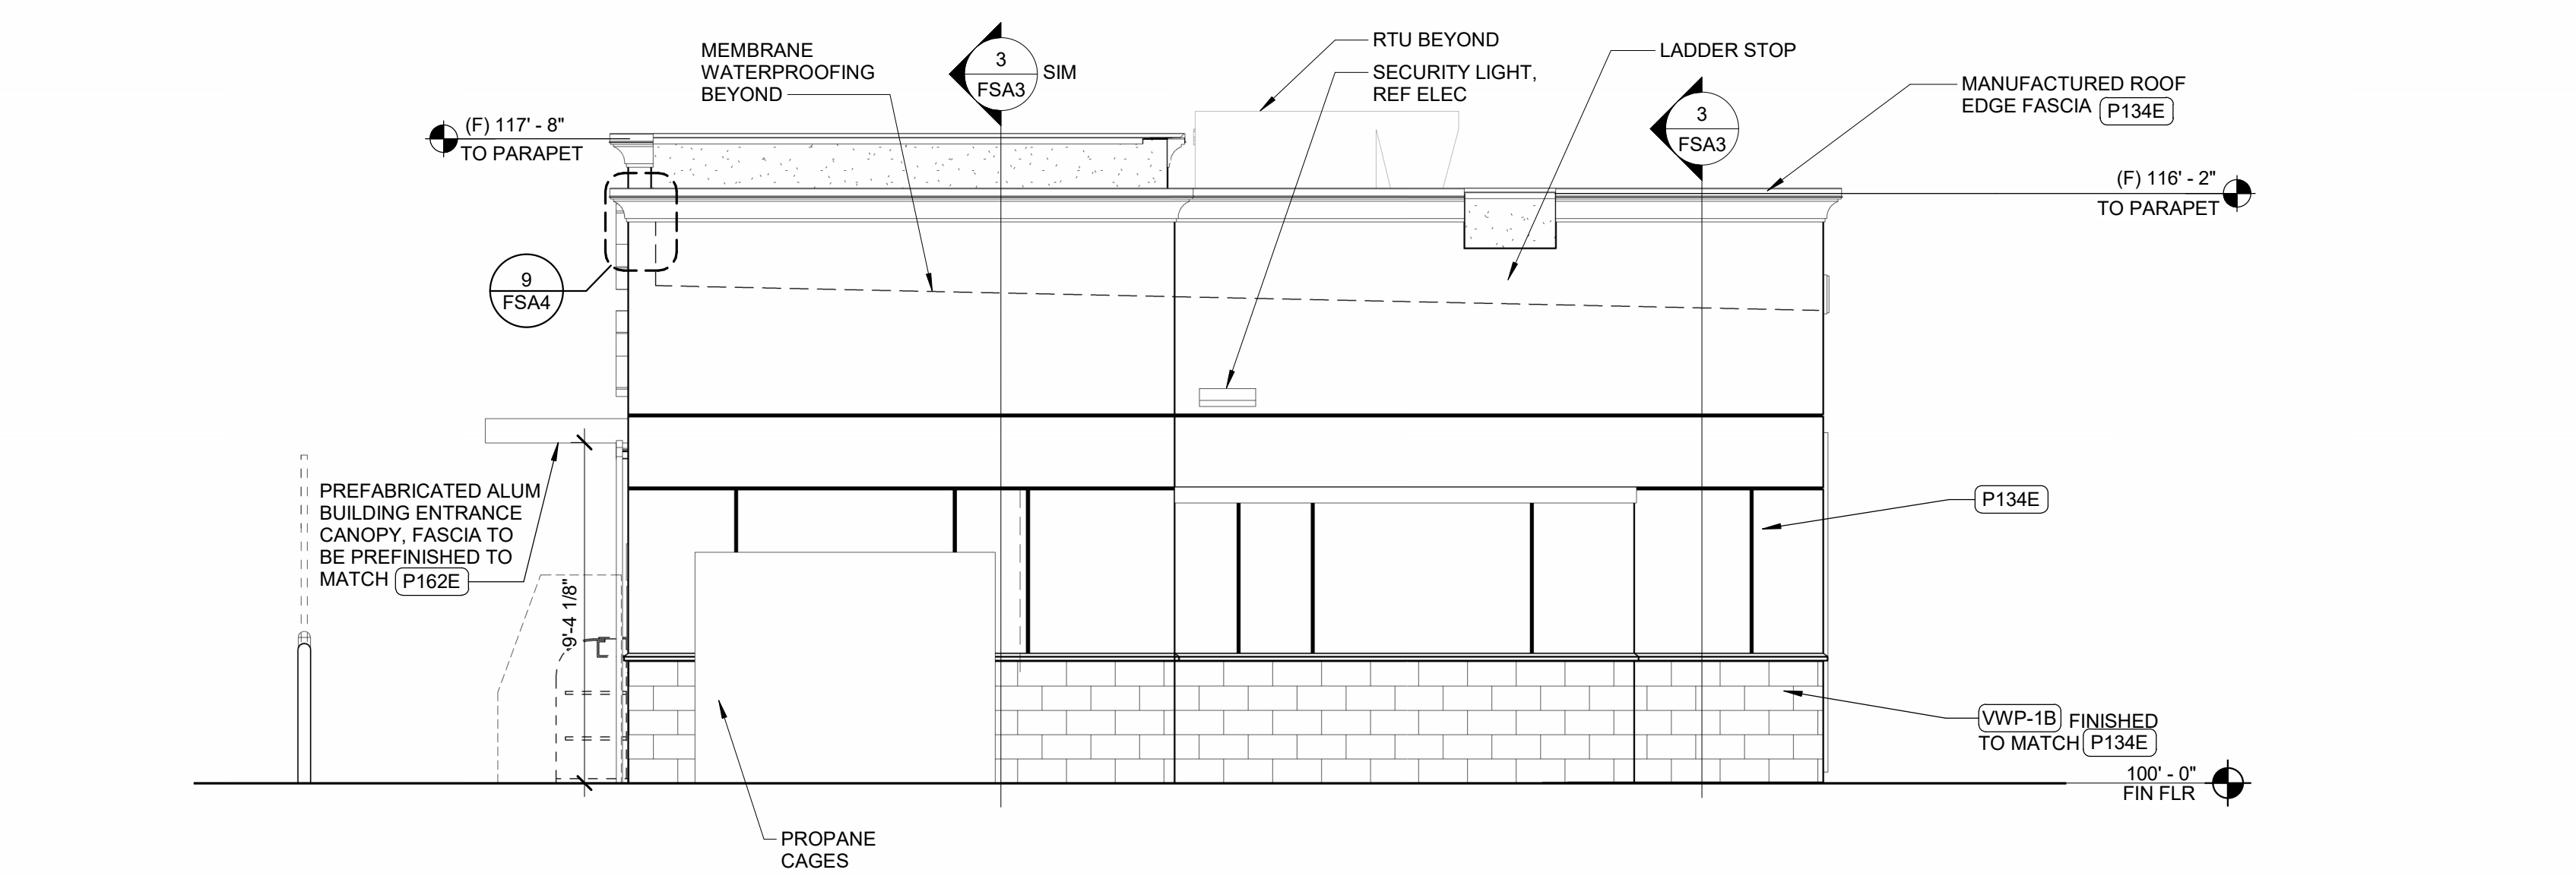 MEMBRANE
WATERPROOFING
BEYOND
3
FSA3
SIM
RTU BEYOND
SECURITY LIGHT,
REF ELEC
LADDER STOP
3
FSA3
MANUFACTURED ROOF
EDGE FASCIA P134E
(F) 117' - 8"
TO PARAPET
(F) 116' - 2"
TO PARAPET
9
FSA4
PREFABRICATED ALUM
BUILDING ENTRANCE
CANOPY, FASCIA TO
BE PREFINISHED TO
MATCH P162E
9'-4 1/8"
P134E
VWP-1B FINISHED
TO MATCH P134E
100' - 0"
FIN FLR
PROPANE
CAGES